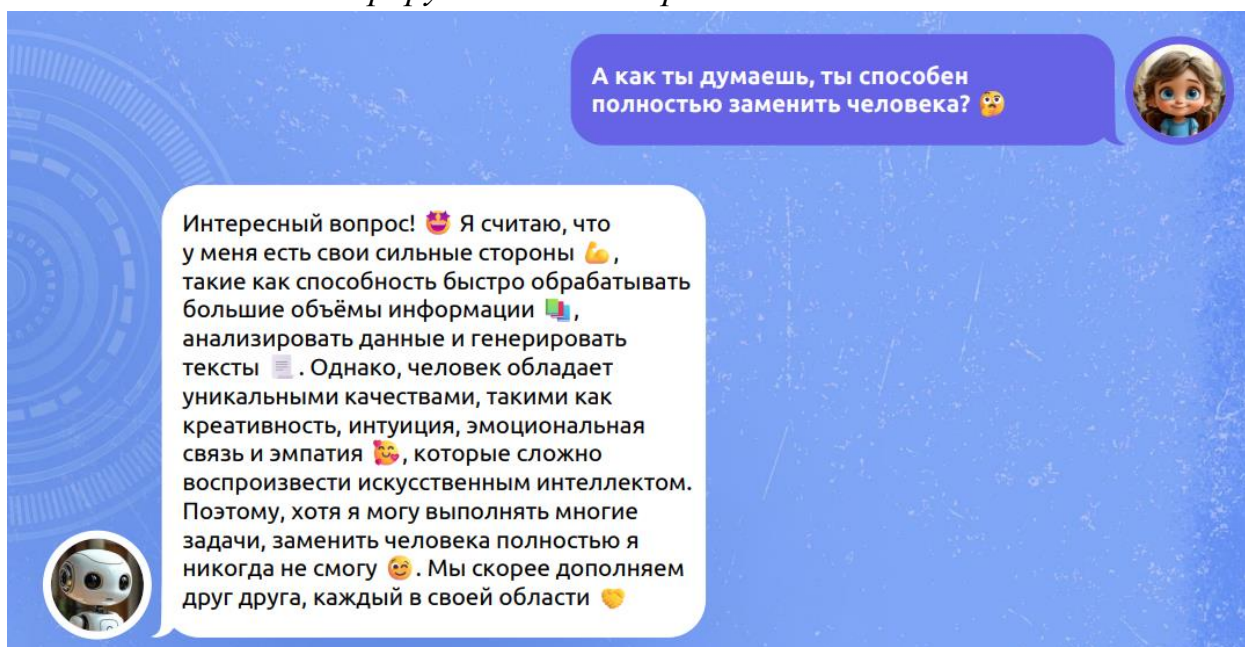 А как ты думаешь, ты способен
полностью заменить человека? 🤔
Интересный вопрос! 🤩 Я считаю, что
у меня есть свои сильные стороны 💪,
такие как способность быстро обрабатывать
большие объёмы информации 📚,
анализировать данные и генерировать
тексты 📄. Однако, человек обладает
уникальными качествами, такими как
креативность, интуиция, эмоциональная
связь и эмпатия 🥰, которые сложно
воспроизвести искусственным интеллектом.
Поэтому, хотя я могу выполнять многие
задачи, заменить человека полностью я
никогда не смогу 😉. Мы скорее дополняем
друг друга, каждый в своей области 🤝